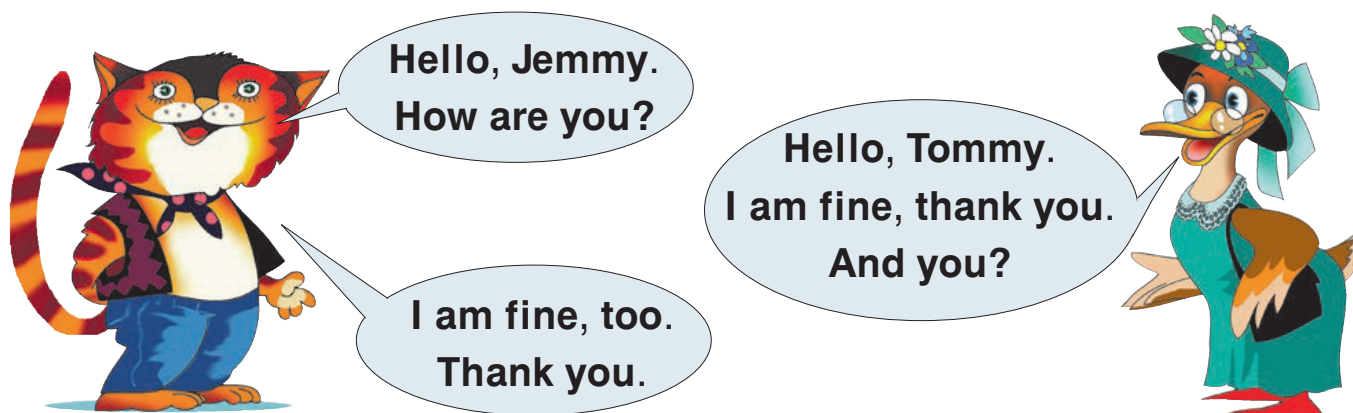 Hello, Jemmy.
How are you?
Hello, Tommy.
I am fine, thank you.
And you?
I am fine, too.
Thank you.